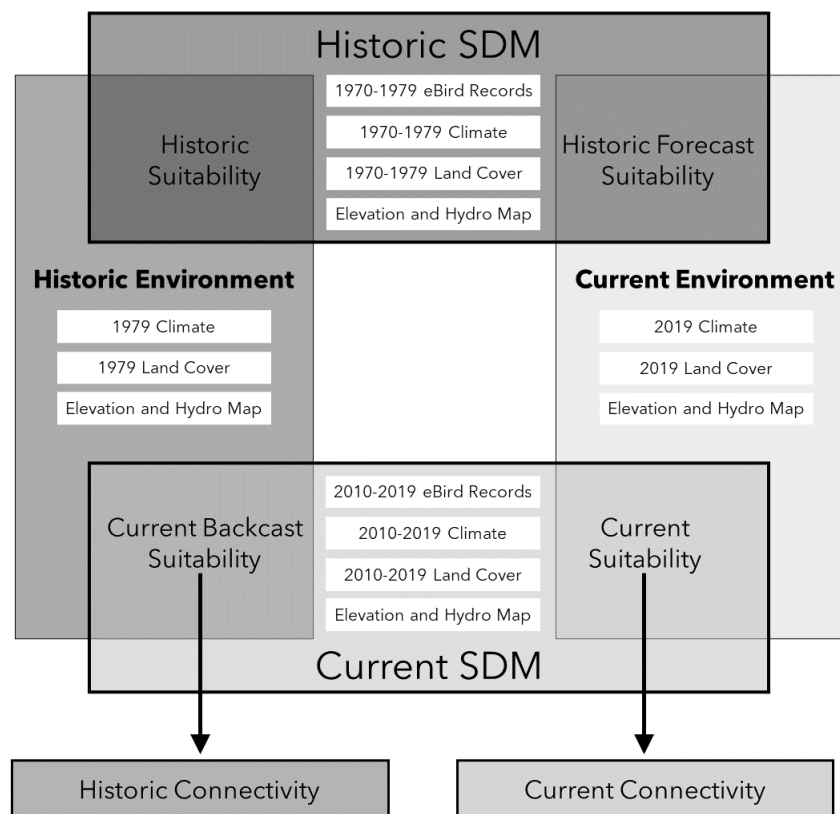 Historic SDM
1970-1979 eBird Records
1970-1979 Climate
1970-1979 Land Cover
Elevation and Hydro Map
Historic
Suitability
Historic Forecast
Suitability
Historic Environment
1979 Climate
1979 Land Cover
Elevation and Hydro Map
Current Environment
2019 Climate
2019 Land Cover
Elevation and Hydro Map
Current Backcast
Suitability
2010-2019 eBird Records
2010-2019 Climate
2010-2019 Land Cover
Elevation and Hydro Map
Current
Suitability
Current SDM
Historic Connectivity
Current Connectivity